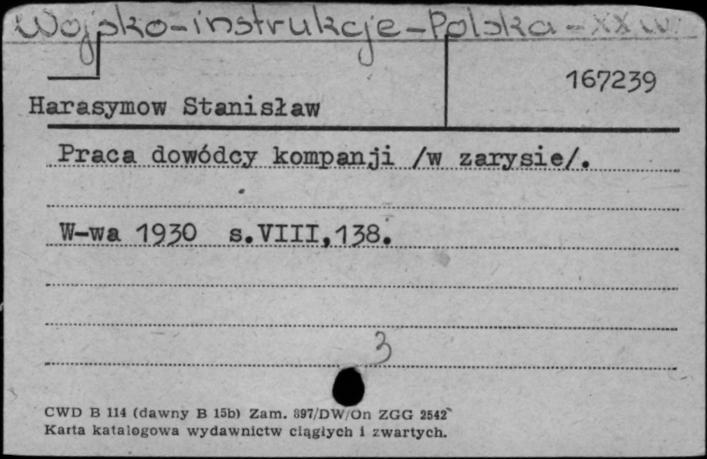 Wojsko-instrukcje-Polska-XX w.
167239
Harasymow Stanisław
Praca dowódcy kompanji /w zarysie/.
W-wa 1930 s.VIII,138.
3
CWD B 114 (dawny B 15b) Zam. 897/DW/On ZGG 2542
Karta katalogowa wydawnictw ciągłych i zwartych.